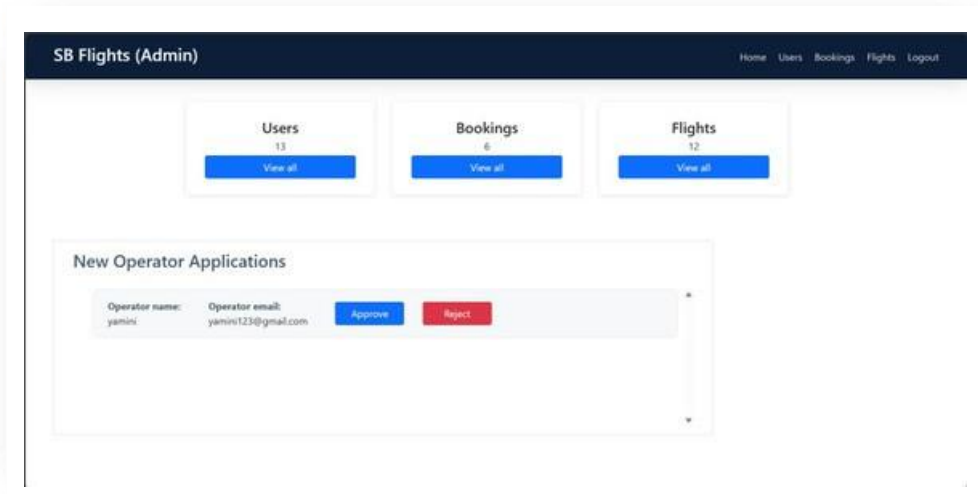 SB Flights (Admin)
Home Users Bookings Flights Logout
Users
13
View all
Bookings
6
View all
Flights
12
View all
New Operator Applications
Operator name:
yamini
Operator email:
yamini123@gmail.com
Approve
Reject